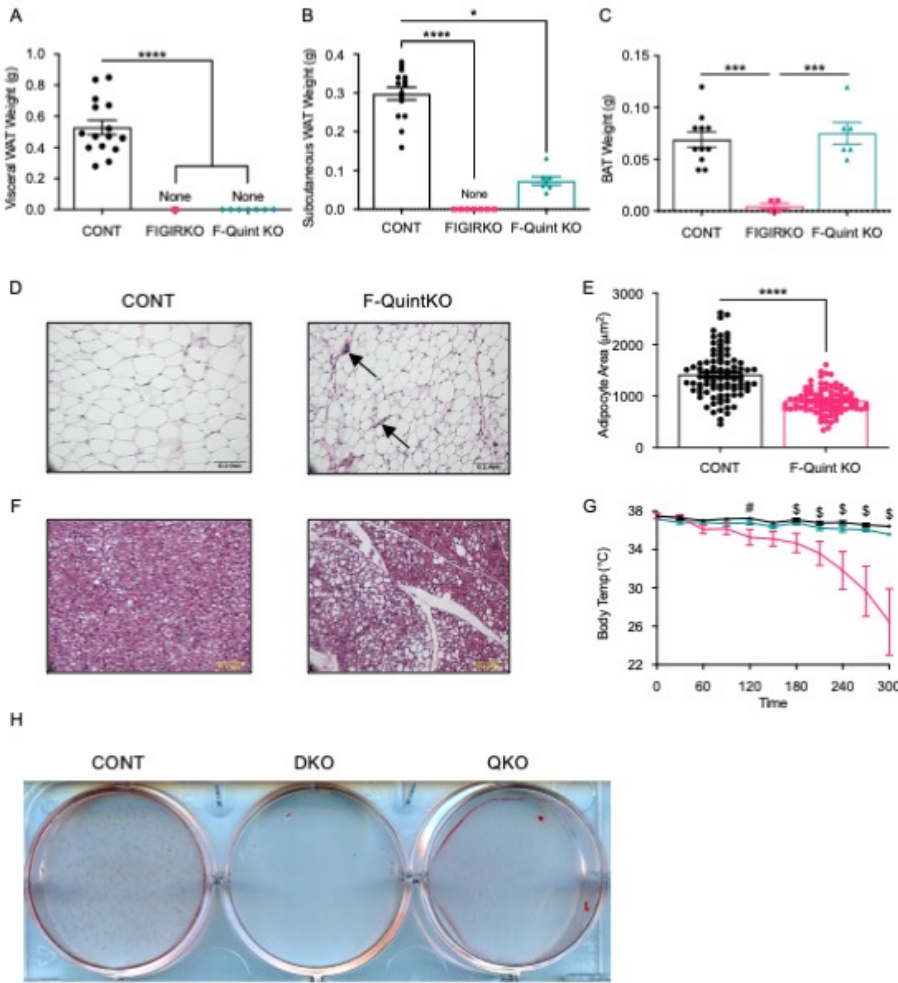 A
Visceral WAT Weight (g)
1.0
0.8
0.6
0.4
0.2
0.0
****
None
None
CONT
FIGIRKO
F-Quint KO
B
Subcutaneous WAT Weight (g)
0.4
0.3
0.2
0.1
0.0
*
****
None
CONT
FIGIRKO
F-Quint KO
C
BAT Weight (g)
0.15
0.10
0.05
0.00
***
***
CONT
FIGIRKO
F-Quint KO
D
CONT
F-QuintKO
E
Adipocyte Area (μm²)
3000
2000
1000
0
****
CONT
F-Quint KO
F
G
Body Temp (°C)
38
36
30
26
22
# $ $ $ $ $
0 60 120 180 240 300
Time
H
CONT DKO QKO